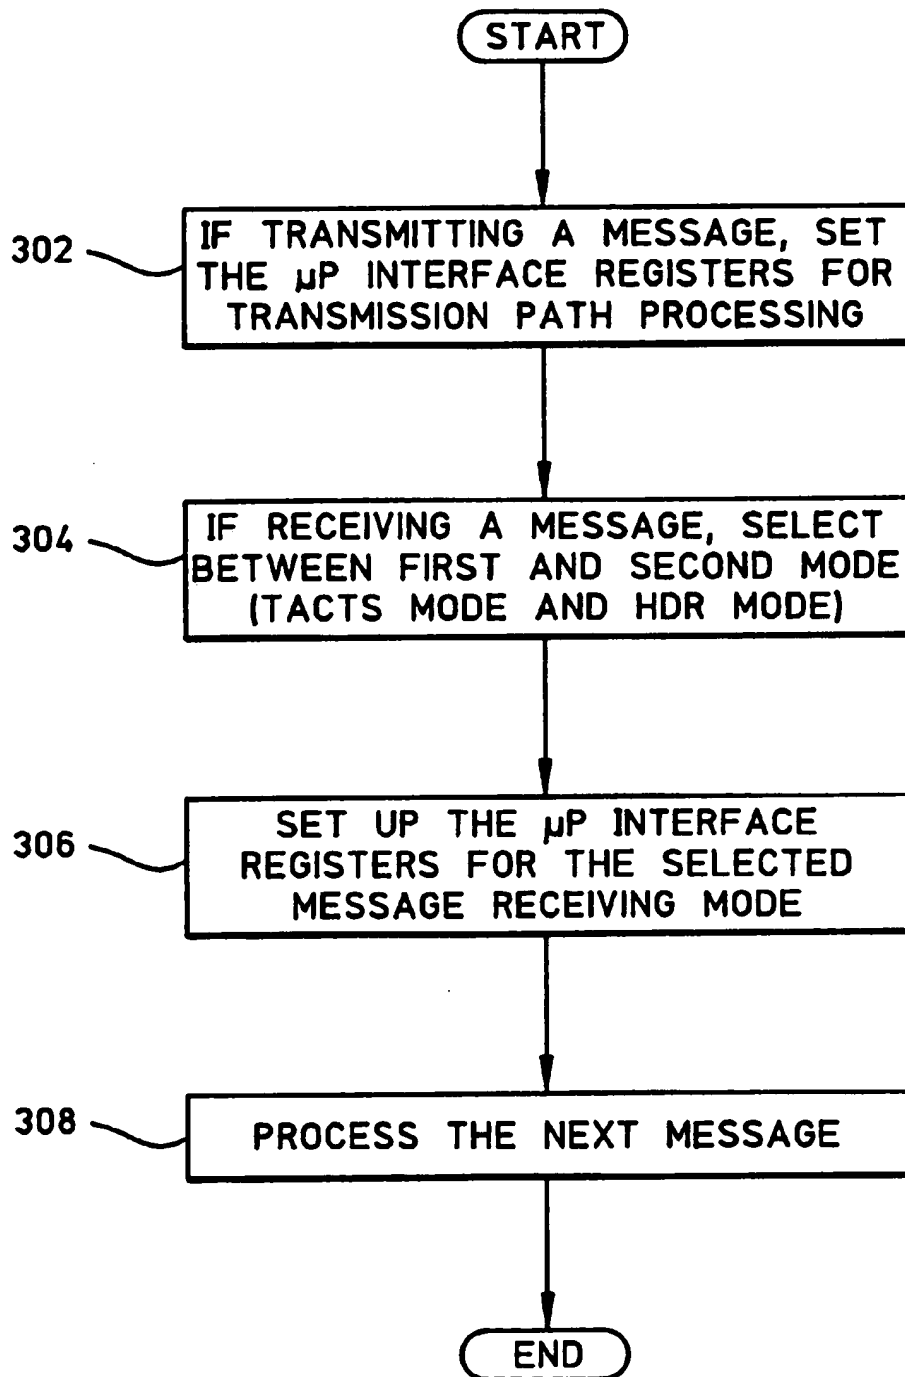 START
302
IF TRANSMITTING A MESSAGE, SET
THE µP INTERFACE REGISTERS FOR
TRANSMISSION PATH PROCESSING
304
IF RECEIVING A MESSAGE, SELECT
BETWEEN FIRST AND SECOND MODE
(TACTS MODE AND HDR MODE)
306
SET UP THE µP INTERFACE
REGISTERS FOR THE SELECTED
MESSAGE RECEIVING MODE
308
PROCESS THE NEXT MESSAGE
END